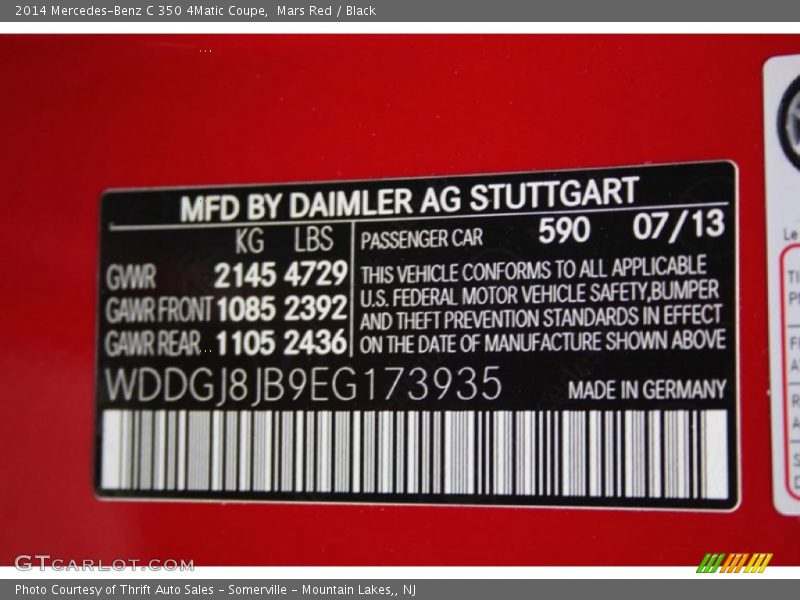 2014 Mercedes-Benz C 350 4Matic Coupe,  Mars Red / Black
MFD BY DAIMLER AG STUTTGART
KG LBS
GVWR 2145 4729
GAWR FRONT 1085 2392
GAWR REAR 1105 2436
PASSENGER CAR 590 07/13
THIS VEHICLE CONFORMS TO ALL APPLICABLE
U.S. FEDERAL MOTOR VEHICLE SAFETY,BUMPER
AND THEFT PREVENTION STANDARDS IN EFFECT
ON THE DATE OF MANUFACTURE SHOWN ABOVE
WDDGJ8JB9EG173935 MADE IN GERMANY
Le
GTCARLOT.COM
Photo Courtesy of Thrift Auto Sales - Somerville - Mountain Lakes,, NJ